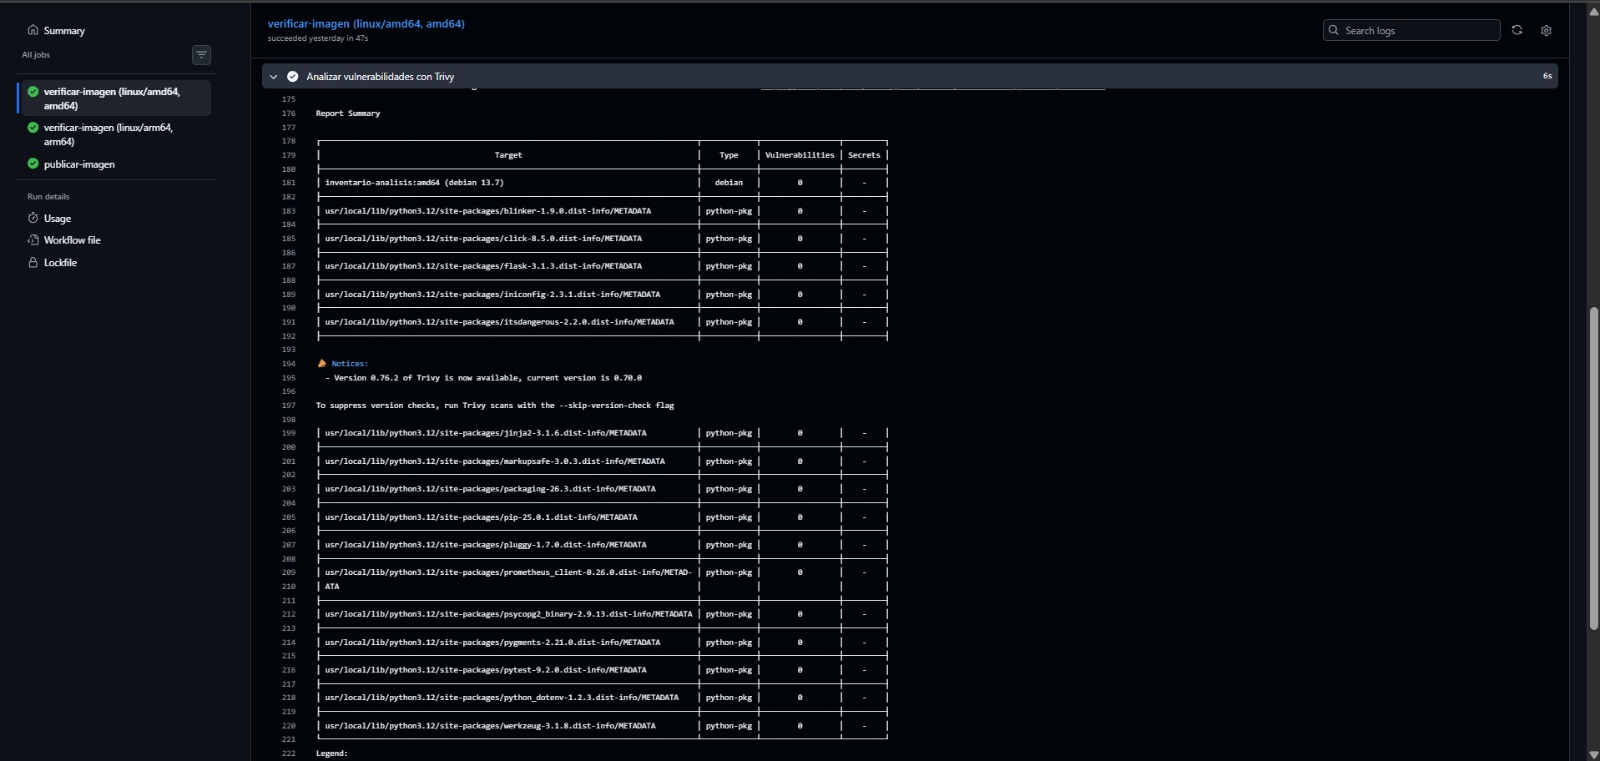 Summary
All jobs
verificar-imagen (linux/amd64,
amd64)
verificar-imagen (linux/arm64,
arm64)
publicar-imagen
Run details
Usage
Workflow file
Lockfile
verificar-imagen (linux/amd64, amd64)
succeeded yesterday in 47s
Search logs
Analizar vulnerabilidades con Trivy 6s
175
176 Report Summary
177
178
179 Target Type Vulnerabilities Secrets
180
181 inventario-analisis:amd64 (debian 13.7) debian 0 -
182
183 usr/local/lib/python3.12/site-packages/blinker-1.9.0.dist-info/METADATA python-pkg 0 -
184
185 usr/local/lib/python3.12/site-packages/click-8.5.0.dist-info/METADATA python-pkg 0 -
186
187 usr/local/lib/python3.12/site-packages/flask-3.1.3.dist-info/METADATA python-pkg 0 -
188
189 usr/local/lib/python3.12/site-packages/iniconfig-2.3.1.dist-info/METADATA python-pkg 0 -
190
191 usr/local/lib/python3.12/site-packages/itsdangerous-2.2.0.dist-info/METADATA python-pkg 0 -
192
193
194 Notices:
195 - Version 0.76.2 of Trivy is now available, current version is 0.70.0
196
197 To suppress version checks, run Trivy scans with the --skip-version-check flag
198
199 usr/local/lib/python3.12/site-packages/jinja2-3.1.6.dist-info/METADATA python-pkg 0 -
200
201 usr/local/lib/python3.12/site-packages/markupsafe-3.0.3.dist-info/METADATA python-pkg 0 -
202
203 usr/local/lib/python3.12/site-packages/packaging-26.3.dist-info/METADATA python-pkg 0 -
204
205 usr/local/lib/python3.12/site-packages/pip-25.0.1.dist-info/METADATA python-pkg 0 -
206
207 usr/local/lib/python3.12/site-packages/pluggy-1.7.0.dist-info/METADATA python-pkg 0 -
208
209 usr/local/lib/python3.12/site-packages/prometheus_client-0.26.0.dist-info/METAD- python-pkg 0 -
210 ATA
211
212 usr/local/lib/python3.12/site-packages/psycopg2_binary-2.9.13.dist-info/METADATA python-pkg 0 -
213
214 usr/local/lib/python3.12/site-packages/pygments-2.21.0.dist-info/METADATA python-pkg 0 -
215
216 usr/local/lib/python3.12/site-packages/pytest-9.2.0.dist-info/METADATA python-pkg 0 -
217
218 usr/local/lib/python3.12/site-packages/python_dotenv-1.2.3.dist-info/METADATA python-pkg 0 -
219
220 usr/local/lib/python3.12/site-packages/werkzeug-3.1.8.dist-info/METADATA python-pkg 0 -
221
222 Legend: